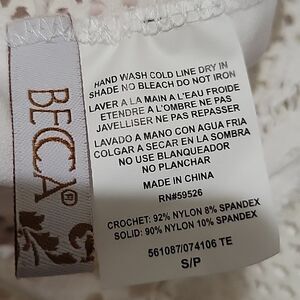 BECCA®
HAND WASH COLD LINE DRY IN
SHADE NO BLEACH DO NOT IRON
LAVER A LA MAIN A L'EAU FROIDE
ETENDRE A L'OMBRE NE PAS
JAVELLISER NE PAS REPASSER
LAVADO A MANO CON AGUA FRIA
COLGAR A SECAR EN LA SOMBRA
NO USE BLANQUEADOR
NO PLANCHAR
MADE IN CHINA
RN#59526
CROCHET: 92% NYLON 8% SPANDEX
SOLID: 90% NYLON 10% SPANDEX
561087/074106 TE
S/P